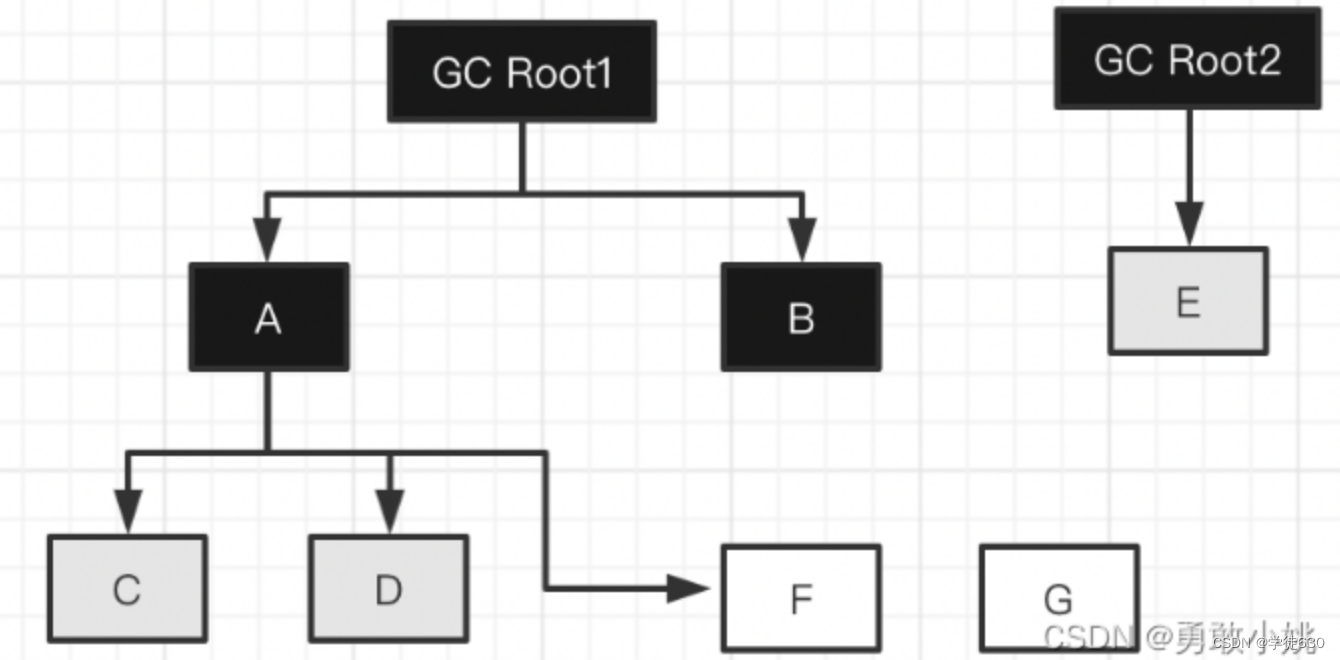 GC Root1
GC Root2
A
B
E
C
D
F
G
CSDN @勇敢小姚
CSDN @学徒630